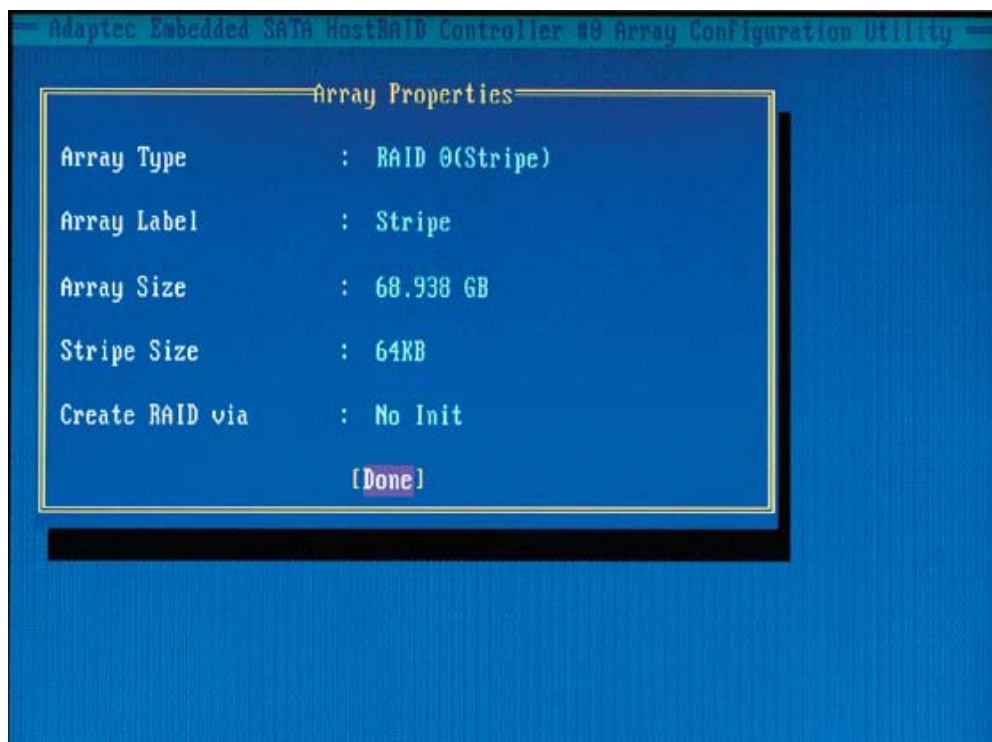 Adaptec Embedded SATA HostRAID Controller #0 Array Configuration Utility
Array Properties
Array Type : RAID 0(Stripe)
Array Label : Stripe
Array Size : 68.938 GB
Stripe Size : 64KB
Create RAID via : No Init
[Done]